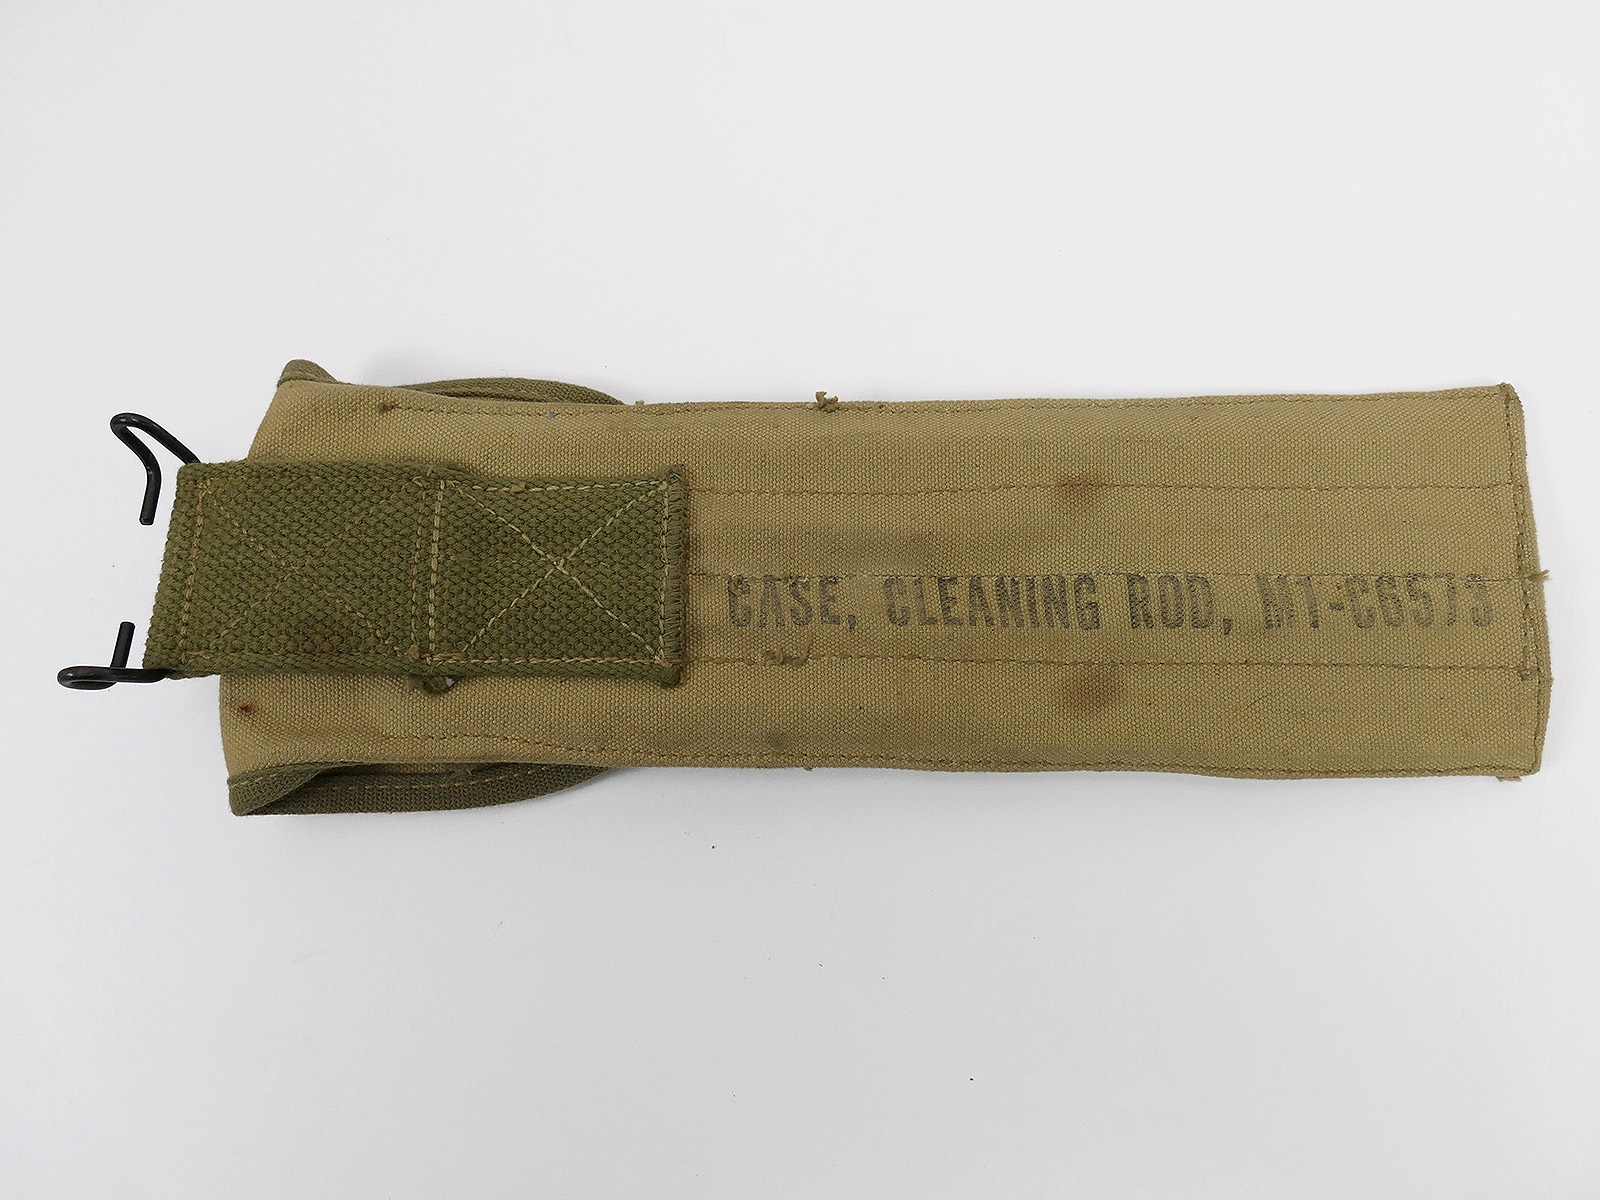 CASE, CLEANING ROD, M1-C6573